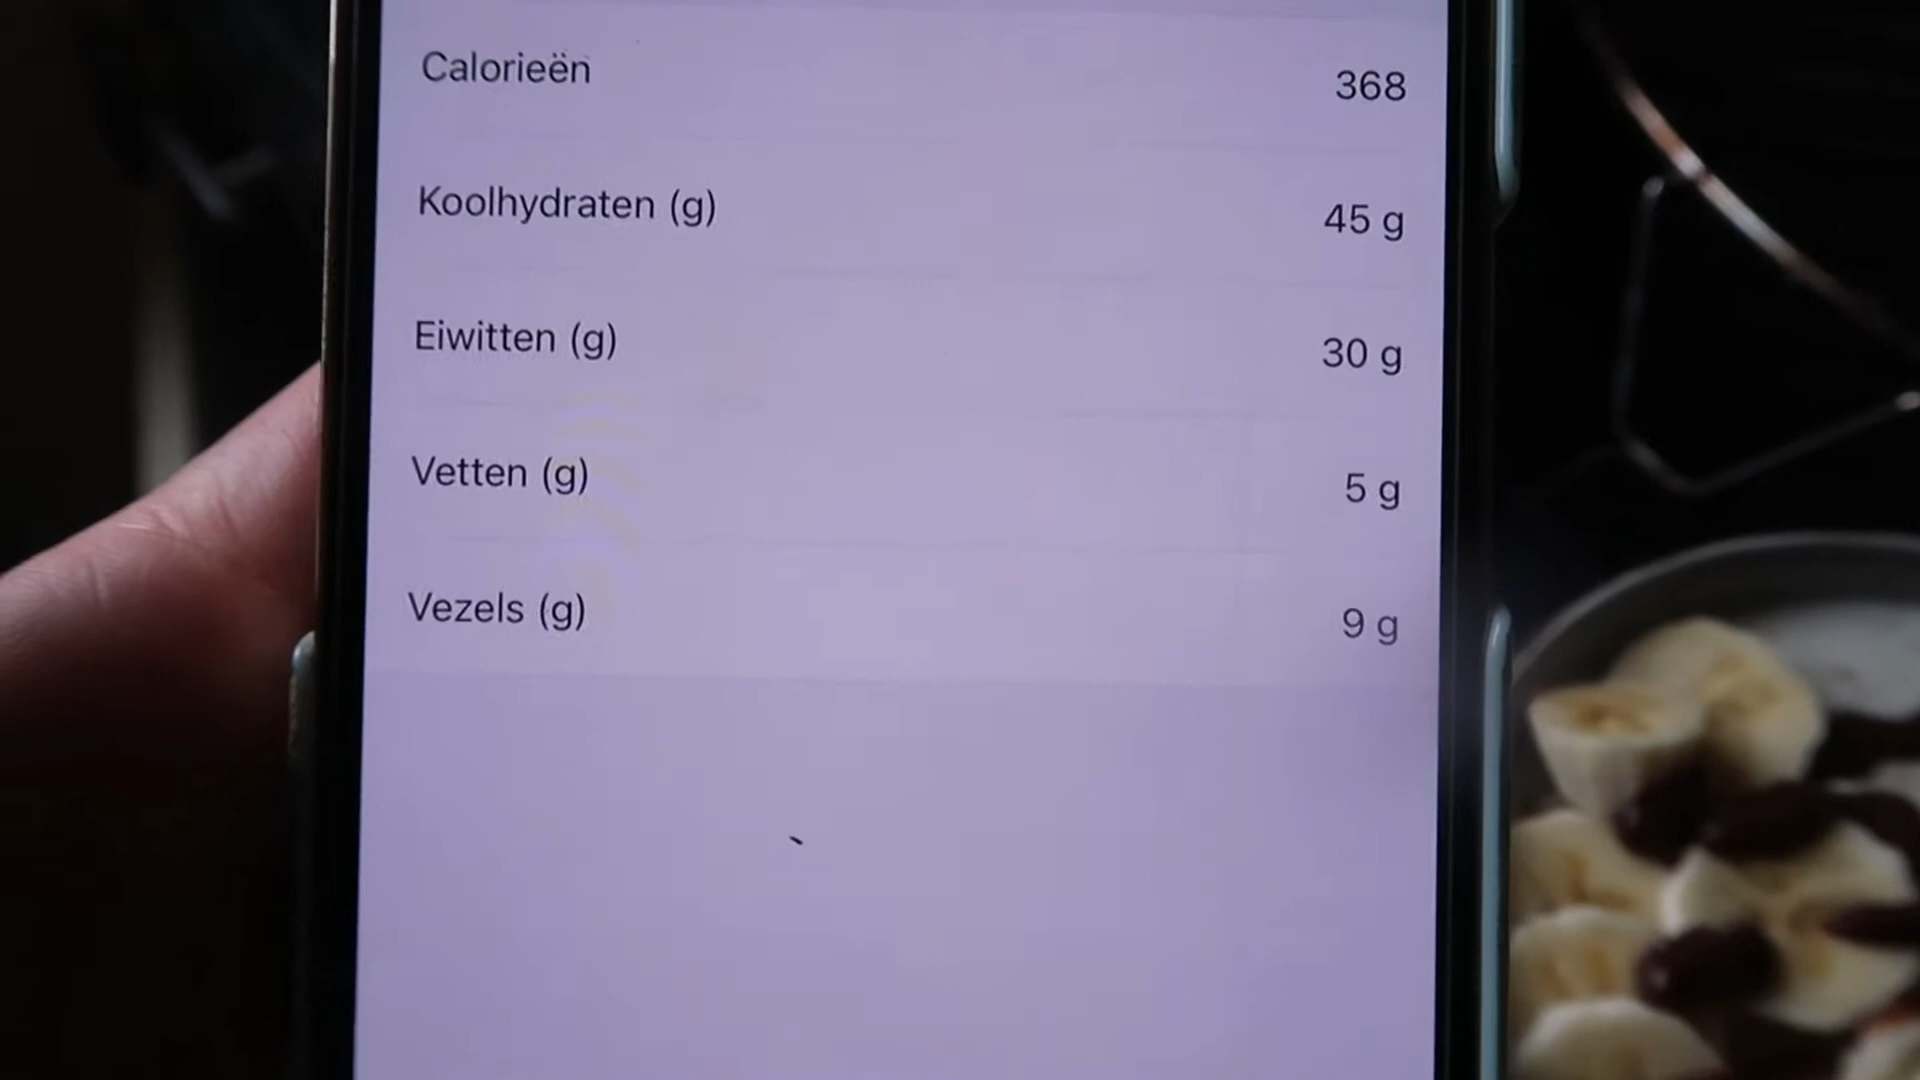 Calorieën 368
Koolhydraten (g) 45 g
Eiwitten (g) 30 g
Vetten (g) 5 g
Vezels (g) 9 g